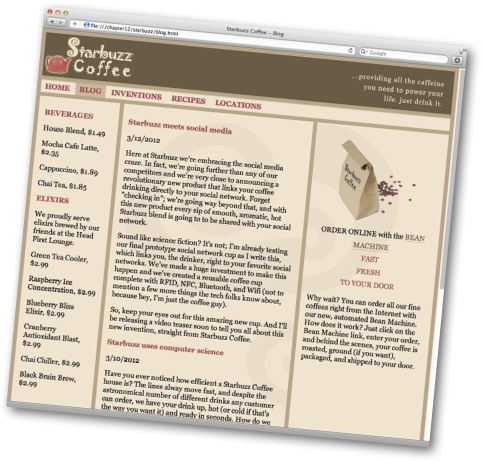 Starbuzz Coffee — Blog
file:///chapter12/starbuzz/blog.html
Google
Starbuzz
Coffee
...providing all the caffeine
you need to power your
life, just drink it.
HOME BLOG INVENTIONS RECIPES LOCATIONS
BEVERAGES
House Blend, $1.49
Mocha Cafe Latte,
$2.35
Cappuccino, $1.89
Chai Tea, $1.85
ELIXIRS
We proudly serve
elixirs brewed by our
friends at the Head
First Lounge.
Green Tea Cooler,
$2.99
Raspberry Ice
Concentration, $2.99
Blueberry Bliss
Elixir, $2.99
Cranberry
Antioxidant Blast,
$2.99
Chai Chiller, $2.99
Black Brain Brew,
$2.99
Starbuzz meets social media
3/12/2012
Here at Starbuzz we're embracing the social media
craze. In fact, we're going further than any of our
competitors and we're very close to announcing a
revolutionary new product that links your coffee
drinking directly to your social network. Forget
"checking in"; we're going way beyond that, and with
this new product every sip of smooth, aromatic, hot
Starbuzz blend is going to to be shared with your social
network.
Sound like science fiction? It's not; I'm already testing
our final prototype social network cup as I write this,
which links you, the drinker, right to your favorite social
networks. We've made a huge investment to make this
happen and we've created a reusable coffee cup
complete with RFID, NFC, Bluetooth, and Wifi (not to
mention a few more things the tech folks know about,
because hey, I'm just the coffee guy).
So, keep your eyes out for this amazing new cup. And I'll
be releasing a video teaser soon to tell you all about this
new invention, straight from Starbuzz Coffee.
Starbuzz uses computer science
3/10/2012
Have you ever noticed how efficient a Starbuzz Coffee
house is? The lines alway move fast, and despite the
astronomical number of different drinks any customer
can order, we have your drink up, hot (or cold if that's
the way you want it) and ready in seconds. How do we
Starbuzz
Coffee
ORDER ONLINE with the BEAN
MACHINE
FAST
FRESH
TO YOUR DOOR
Why wait? You can order all our fine
coffees right from the Internet with
our new, automated Bean Machine.
How does it work? Just click on the
Bean Machine link, enter your order,
and behind the scenes, your coffee is
roasted, ground (if you want),
packaged, and shipped to your door.